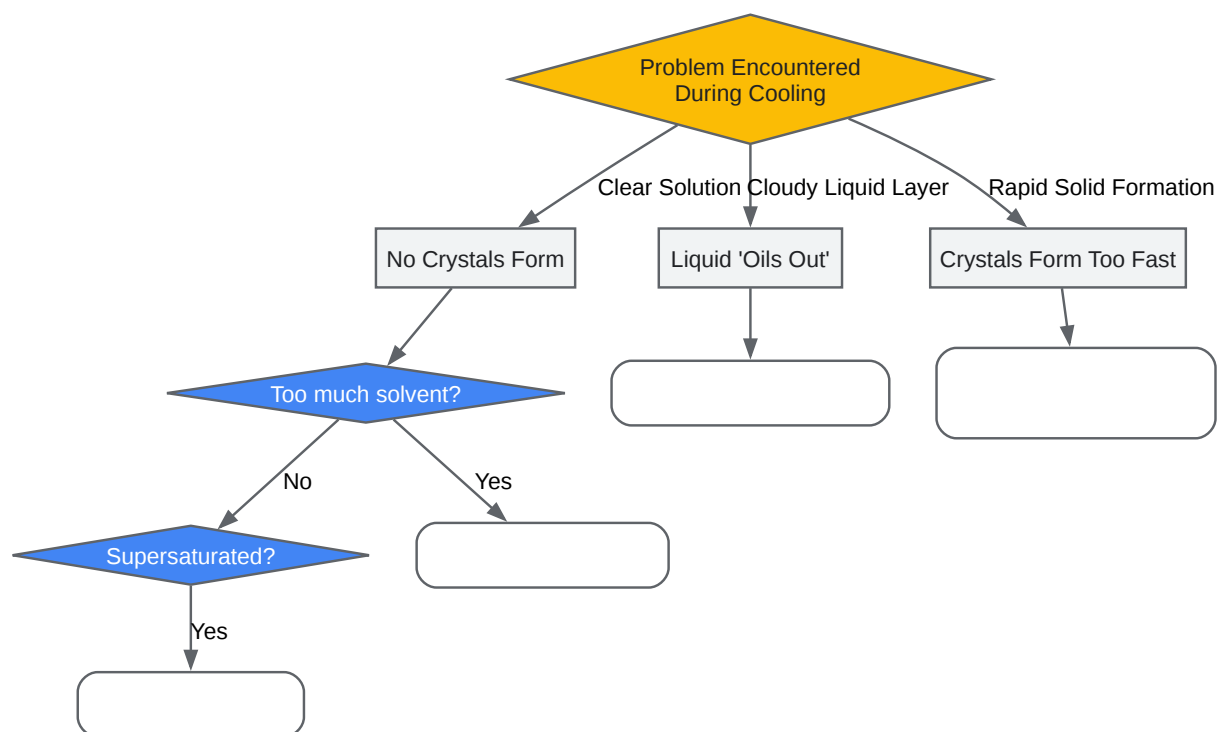 Problem Encountered
During Cooling
Clear Solution
Cloudy Liquid Layer
Rapid Solid Formation
No Crystals Form
Liquid 'Oils Out'
Crystals Form Too Fast
Too much solvent?
No
Yes
Supersaturated?
Yes